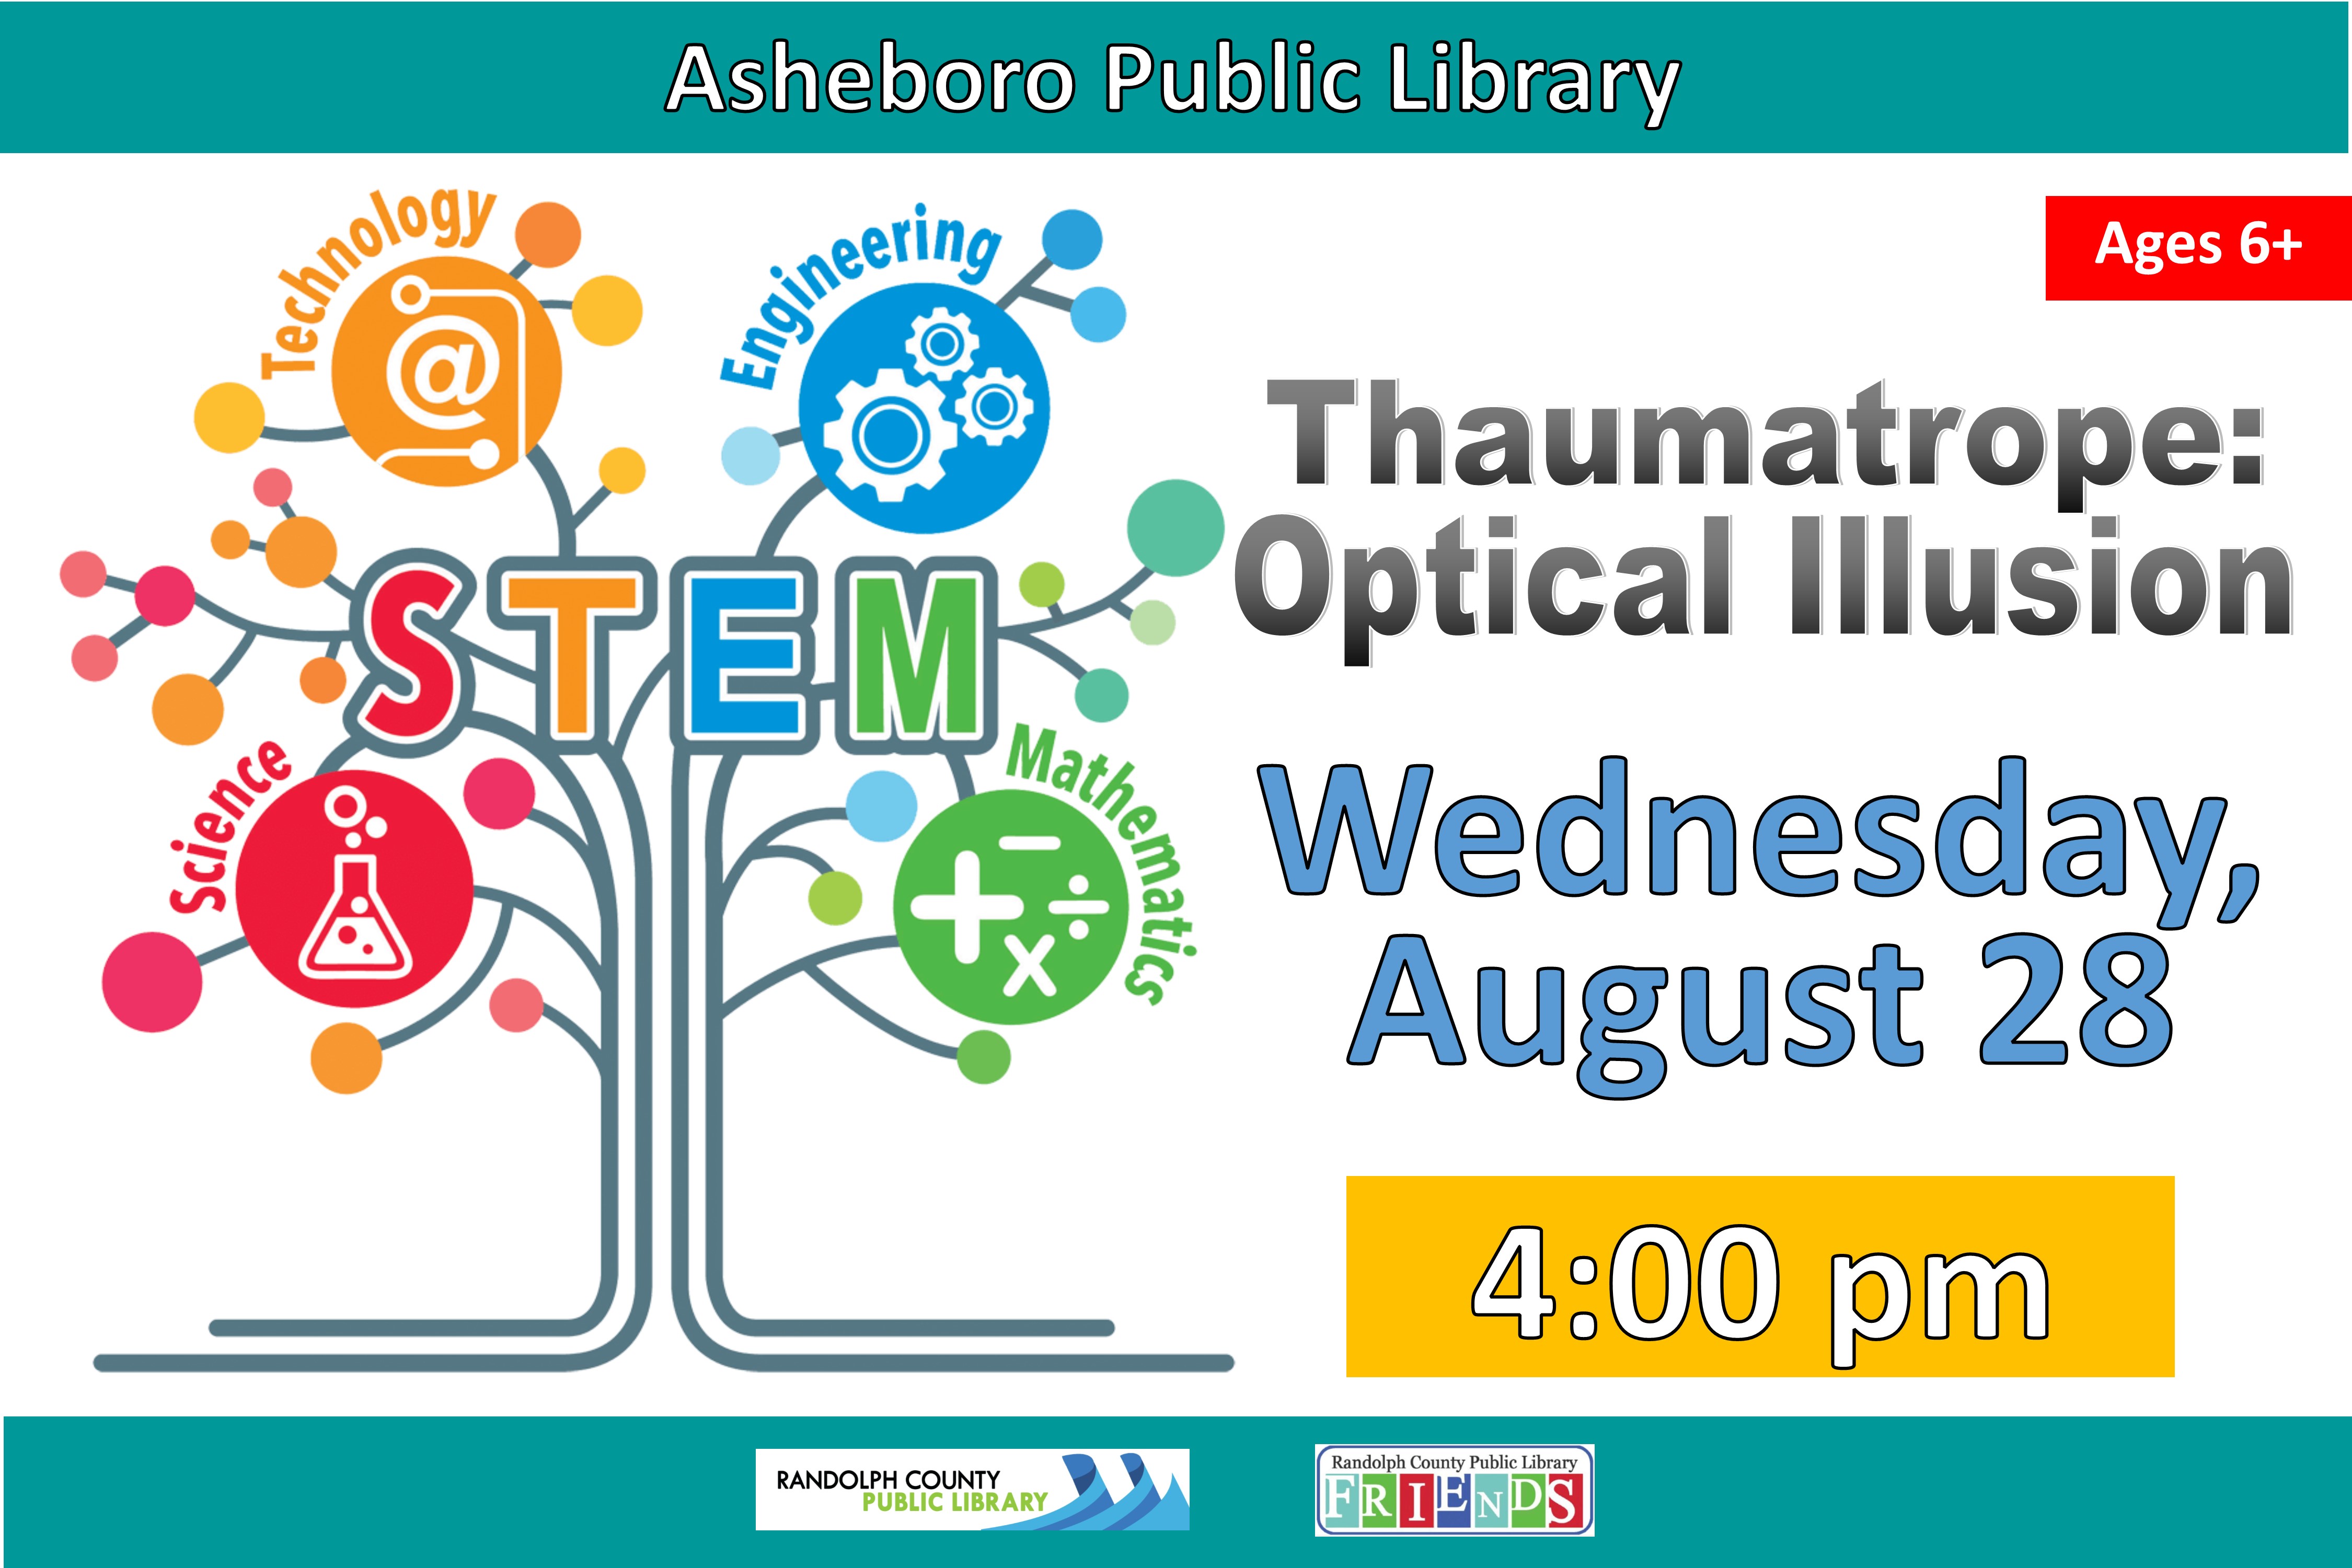 Asheboro Public Library
Ages 6+
Technology
Engineering
@
STEM
Science
Mathematics
Thaumatrope:
Optical Illusion
Wednesday,
August 28
4:00 pm
RANDOLPH COUNTY
PUBLIC LIBRARY
Randolph County Public Library
FRIENDS